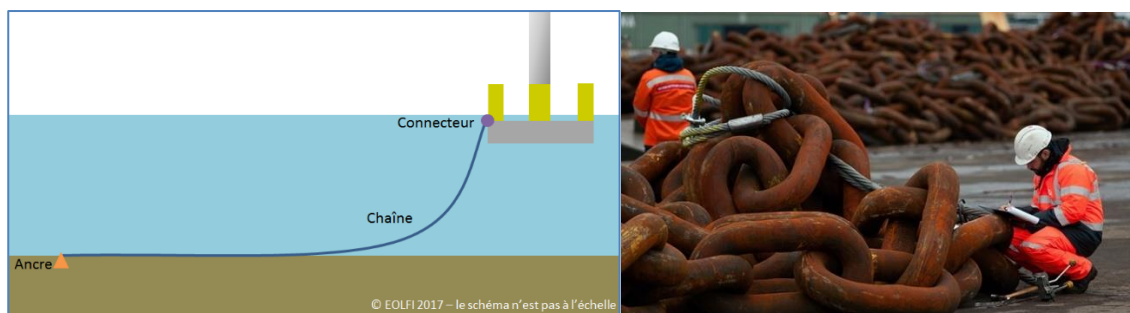 Connecteur
Chaîne
Ancre
© EOLFI 2017 – le schéma n'est pas à l'échelle